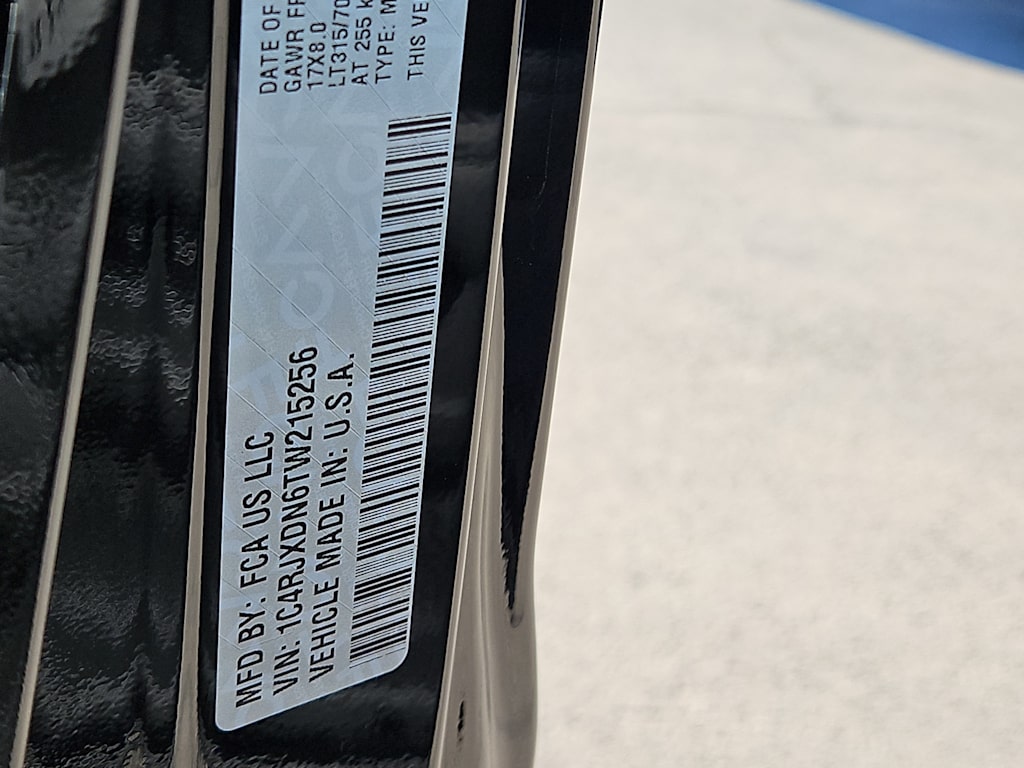 MFD BY: FCA US LLC
VIN: 1C4RJXDN6TW215256
VEHICLE MADE IN: U.S.A.
DATE OF
GAWR FR
17X8.0
LT315/70
AT 255 k
TYPE: M
THIS VE